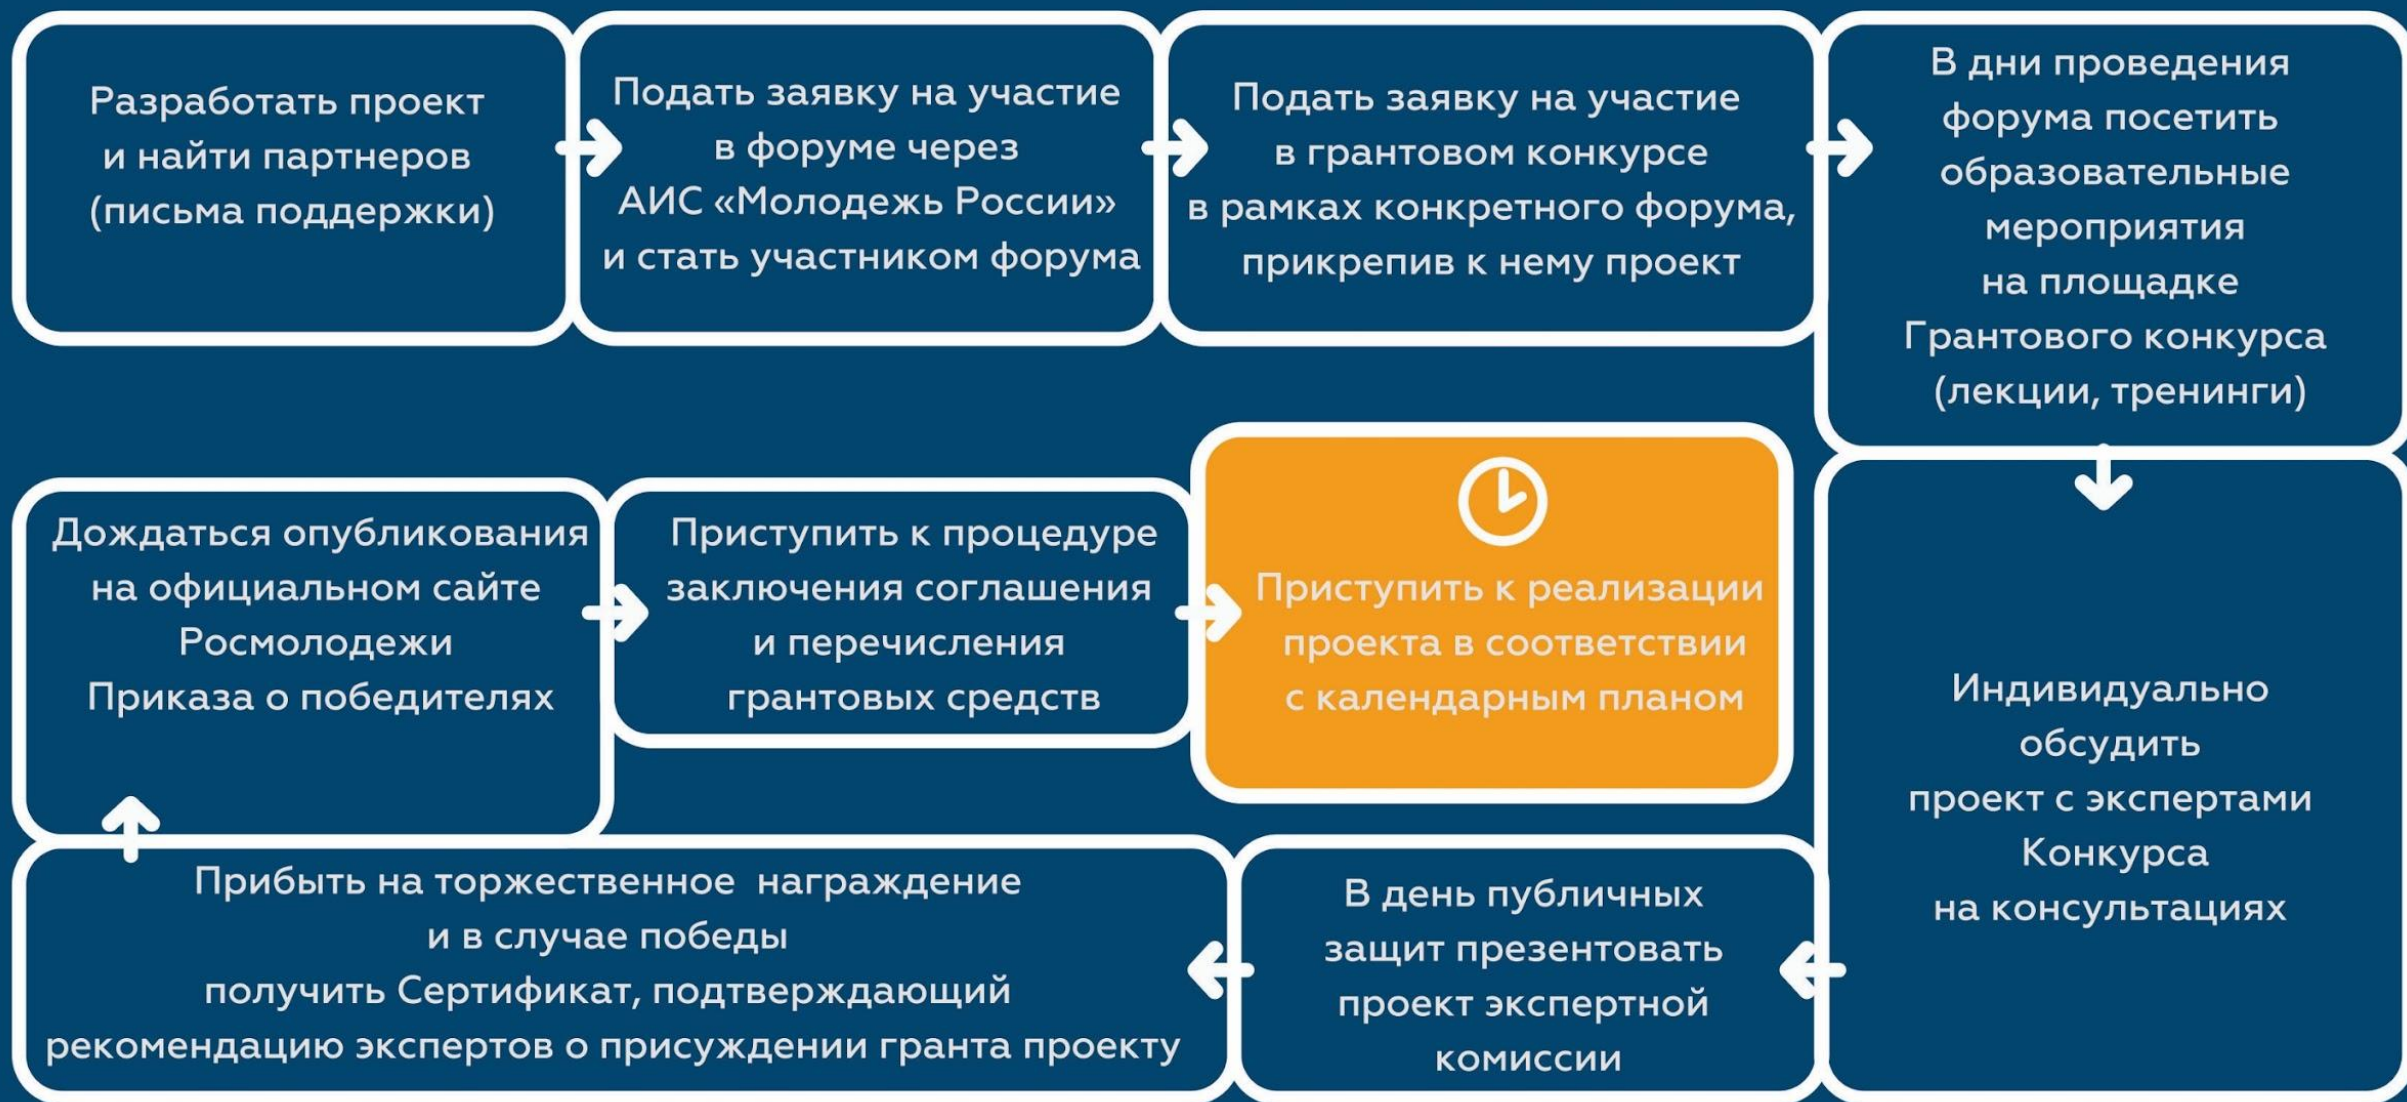 Разработать проект
и найти партнеров
(письма поддержки)
Подать заявку на участие
в форуме через
АИС «Молодежь России»
и стать участником форума
Подать заявку на участие
в грантовом конкурсе
в рамках конкретного форума,
прикрепив к нему проект
В дни проведения
форума посетить
образовательные
мероприятия
на площадке
Грантового конкурса
(лекции, тренинги)
Индивидуально
обсудить
проект с экспертами
Конкурса
на консультациях
В день публичных
защит презентовать
проект экспертной
комиссии
Прибыть на торжественное награждение
и в случае победы
получить Сертификат, подтверждающий
рекомендацию экспертов о присуждении гранта проекту
Дождаться опубликования
на официальном сайте
Росмолодежи
Приказа о победителях
Приступить к процедуре
заключения соглашения
и перечисления
грантовых средств
Приступить к реализации
проекта в соответствии
с календарным планом